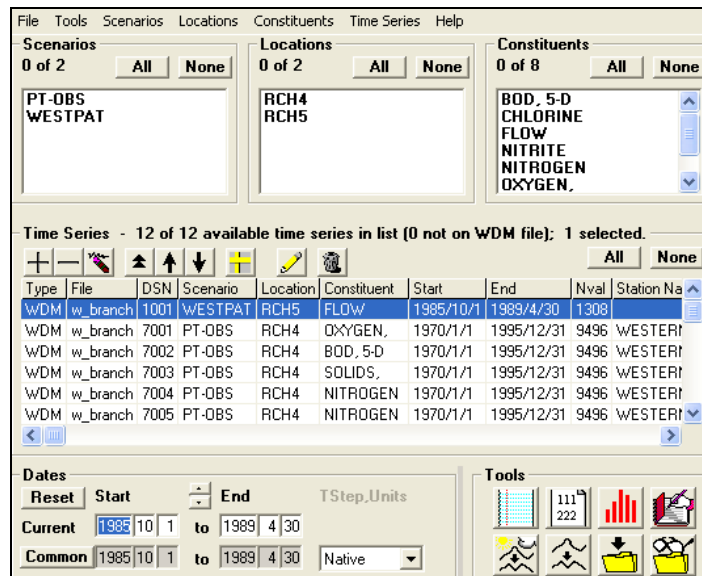 File Tools Scenarios Locations Constituents Time Series Help
Scenarios
0 of 2 All None
PT-OBS
WESTPAT
Locations
0 of 2 All None
RCH4
RCH5
Constituents
0 of 8 All None
BOD, 5-D
CHLORINE
FLOW
NITRITE
NITROGEN
OXYGEN,
Time Series - 12 of 12 available time series in list (0 not on WDM file); 1 selected.
All None
Type File DSN Scenario Location Constituent Start End Nval Station Na
WDM w_branch 1001 WESTPAT RCH5 FLOW 1985/10/1 1989/4/30 1308
WDM w_branch 7001 PT-OBS RCH4 OXYGEN, 1970/1/1 1995/12/31 9496 WESTERN
WDM w_branch 7002 PT-OBS RCH4 BOD, 5-D 1970/1/1 1995/12/31 9496 WESTERN
WDM w_branch 7003 PT-OBS RCH4 SOLIDS, 1970/1/1 1995/12/31 9496 WESTERN
WDM w_branch 7004 PT-OBS RCH4 NITROGEN 1970/1/1 1995/12/31 9496 WESTERN
WDM w_branch 7005 PT-OBS RCH4 NITROGEN 1970/1/1 1995/12/31 9496 WESTERN
Dates
Reset Start End TStep,Units
Current 1985 10 1 to 1989 4 30
Common 1985 10 1 to 1989 4 30 Native
Tools
111
222